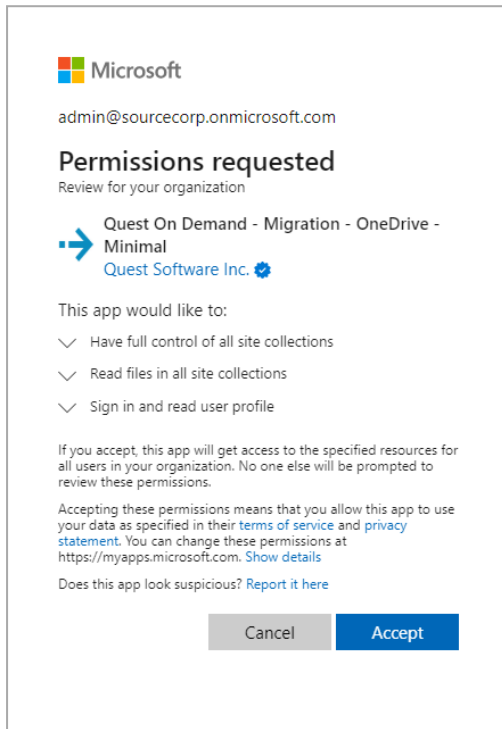 Microsoft
admin@sourcecorp.onmicrosoft.com
Permissions requested
Review for your organization
Quest On Demand - Migration - OneDrive -
Minimal
Quest Software Inc.
This app would like to:
Have full control of all site collections
Read files in all site collections
Sign in and read user profile
If you accept, this app will get access to the specified resources for
all users in your organization. No one else will be prompted to
review these permissions.
Accepting these permissions means that you allow this app to use
your data as specified in their terms of service and privacy
statement. You can change these permissions at
https://myapps.microsoft.com. Show details
Does this app look suspicious? Report it here
Cancel
Accept